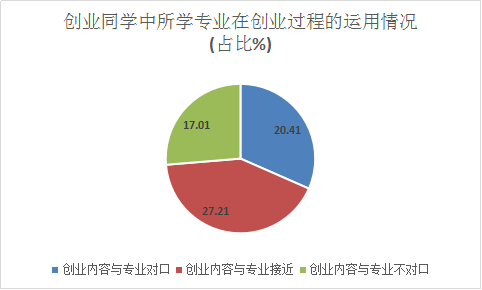 创业同学中所学专业在创业过程的运用情况
(占比%)
17.01
20.41
27.21
创业内容与专业对口 创业内容与专业接近 创业内容与专业不对口